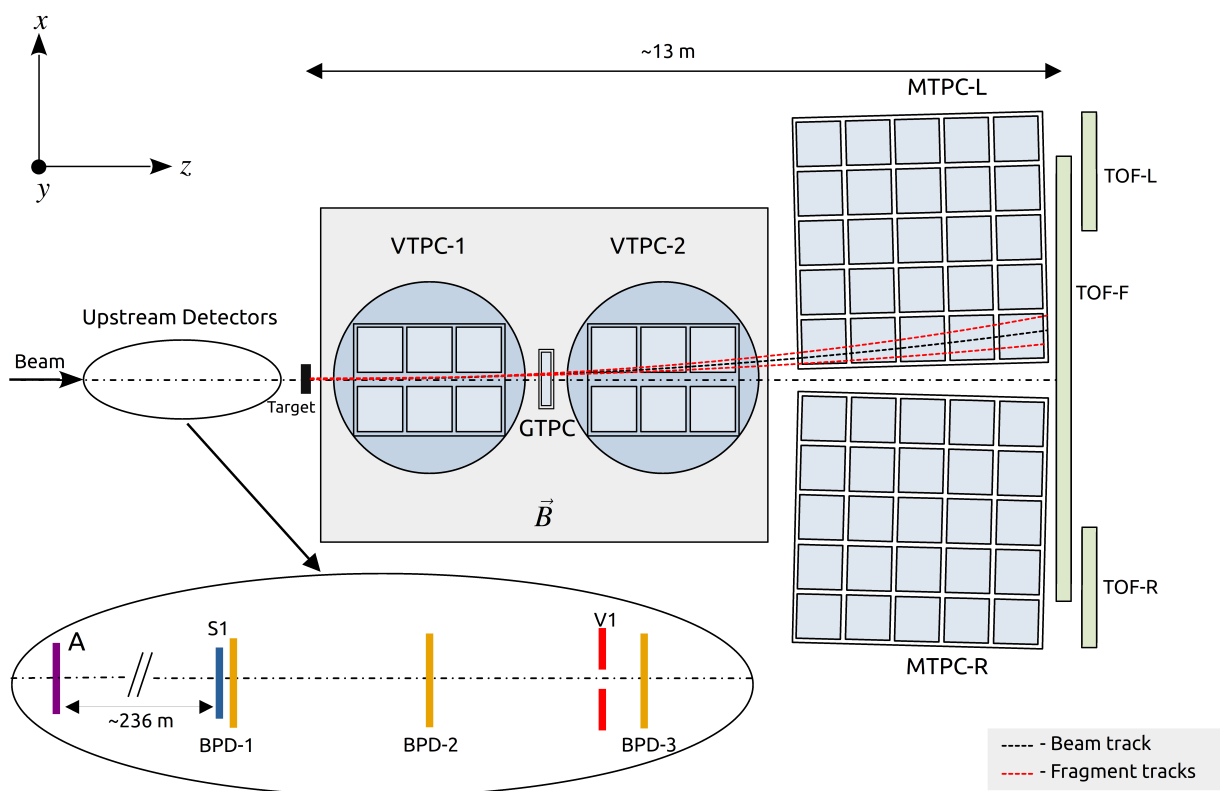 x
~13 m
MTPC-L
z
y
TOF-L
VTPC-1
VTPC-2
TOF-F
Upstream Detectors
Beam
Target
GTPC
B
TOF-R
S1
V1
A
MTPC-R
~236 m
BPD-1
BPD-2
BPD-3
- Beam track
- Fragment tracks